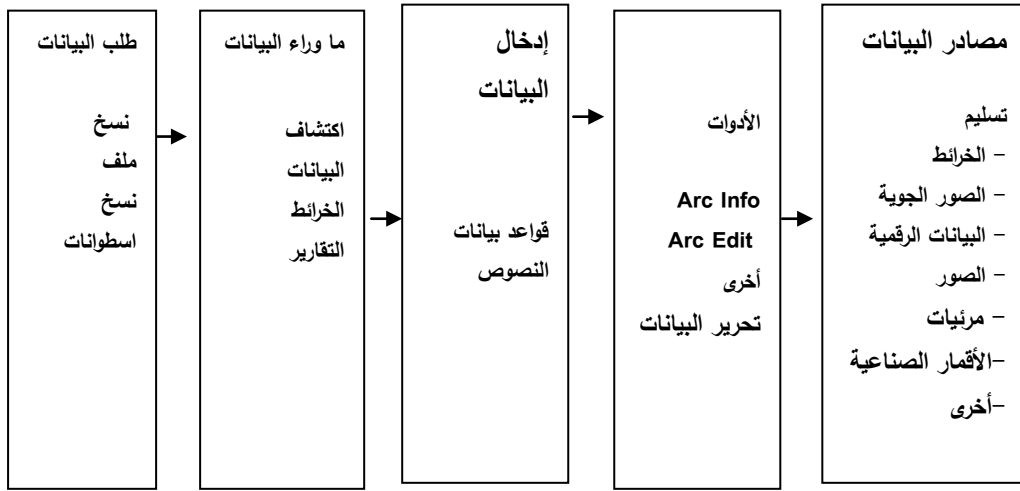 مصادر البيانات
تسليم
- الخرائط
- الصور الجوية
- البيانات الرقمية
- الصور
- مرئيات
-الأقمار الصناعية
-أخرى
الأدوات
Arc Info
Arc Edit
أخرى
تحرير البيانات
إدخال
البيانات
قواعد بيانات
النصوص
ما وراء البيانات
اكتشاف
البيانات
الخرائط
التقارير
طلب البيانات
نسخ
ملف
نسخ
اسطوانات